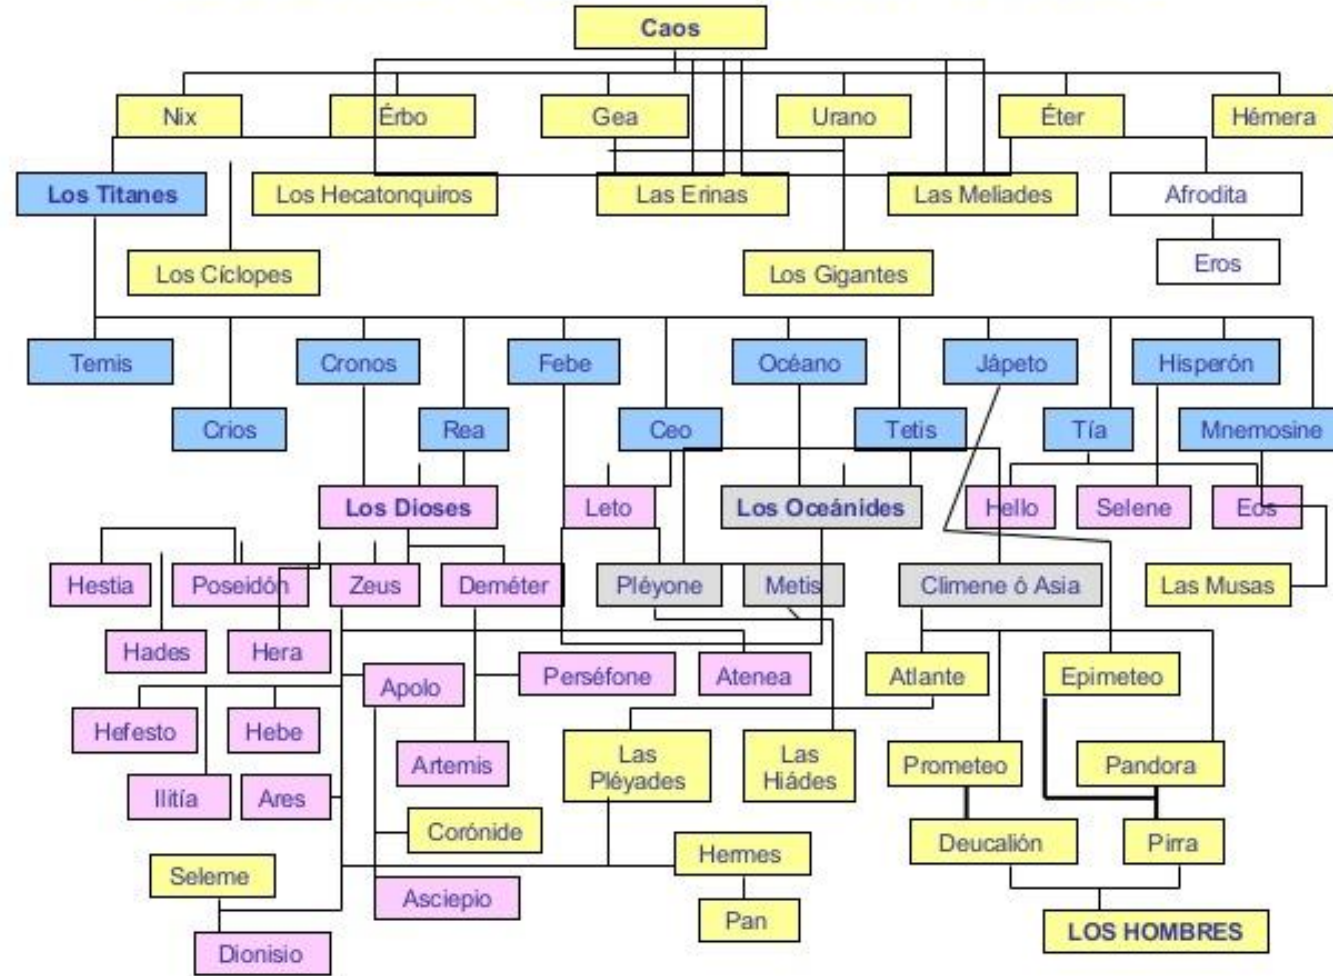 Caos
Nix
Érbo
Gea
Urano
Éter
Hémera
Los Titanes
Los Hecatonquiros
Las Erinas
Las Meliades
Afrodita
Los Cíclopes
Los Gigantes
Eros
Temis
Cronos
Febe
Océano
Jápeto
Hisperón
Crios
Rea
Ceo
Tetis
Tía
Mnemosine
Los Dioses
Leto
Los Oceánides
Hello
Selene
Eos
Hestia
Poseidón
Zeus
Deméter
Pléyone
Metis
Climene ó Asia
Las Musas
Hades
Hera
Apolo
Perséfone
Atenea
Atlante
Epimeteo
Hefesto
Hebe
Artemis
Las
Pléyades
Las
Hiádes
Prometeo
Pandora
Ilitía
Ares
Corónide
Hermes
Deucalión
Pirra
Seleme
Asciepio
Pan
LOS HOMBRES
Dionisio